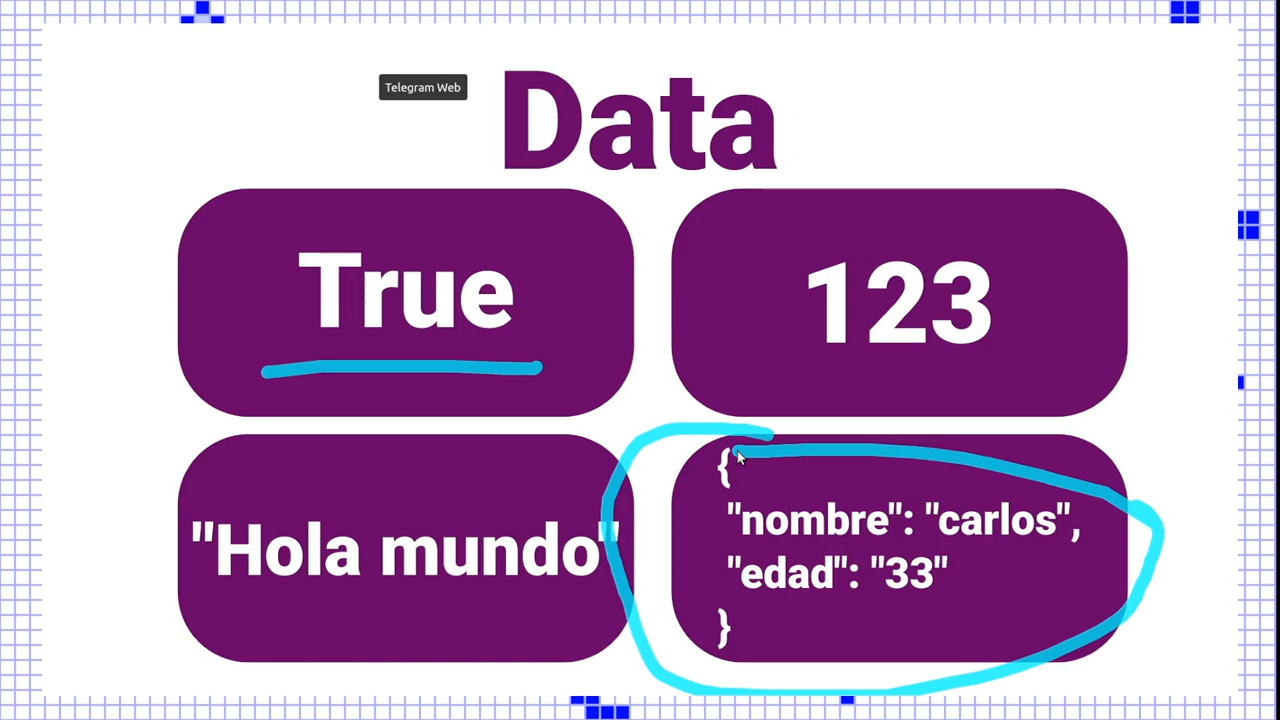 Telegram Web
Data
True
123
"Hola mundo"
{
"nombre": "carlos",
"edad": "33"
}